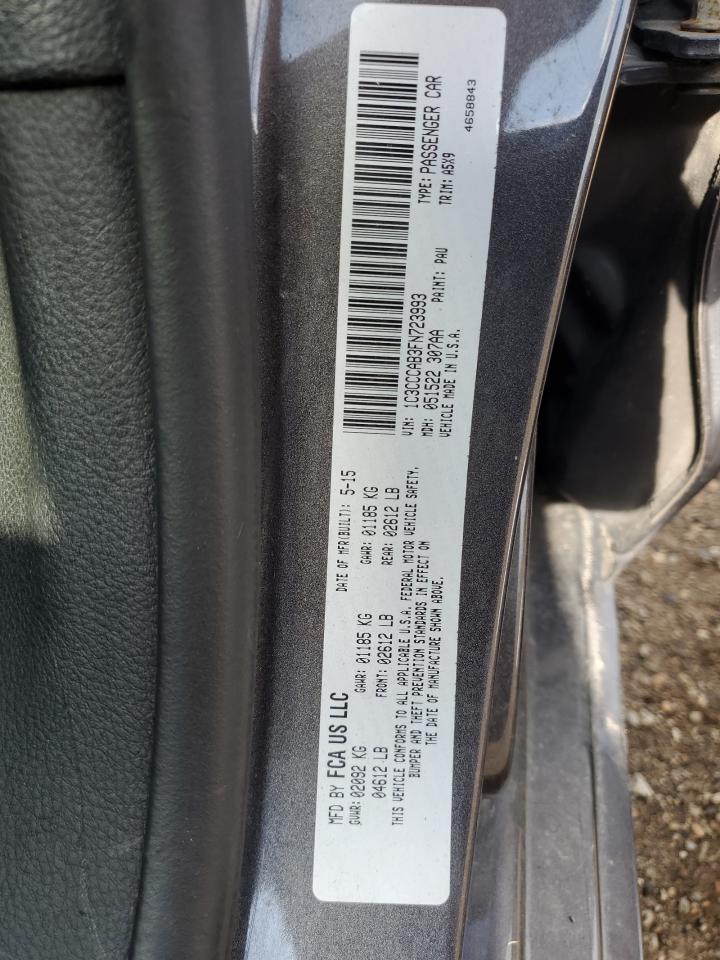 MFD BY FCA US LLC DATE OF MFR(BUILT): 5-15
GVWR: 02092 KG GAWR: 01185 KG GAWR: 01185 KG
04612 LB FRONT: 02612 LB REAR: 02612 LB
THIS VEHICLE CONFORMS TO ALL APPLICABLE U.S.A. FEDERAL MOTOR VEHICLE SAFETY,
BUMPER AND THEFT PREVENTION STANDARDS IN EFFECT ON
THE DATE OF MANUFACTURE SHOWN ABOVE.
VIN: 1C3CCCAB3FN723993 TYPE: PASSENGER CAR
MDH: 051522 307AA PAINT: PAU TRIM: A5X9
VEHICLE MADE IN U.S.A.
4658843